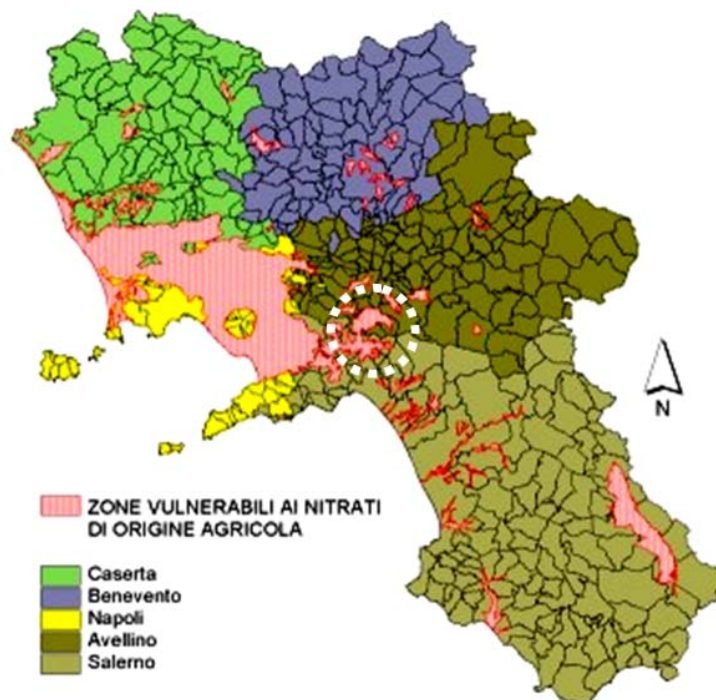 N
ZONE VULNERABILI AI NITRATI
DI ORIGINE AGRICOLA
Caserta
Benevento
Napoli
Avellino
Salerno